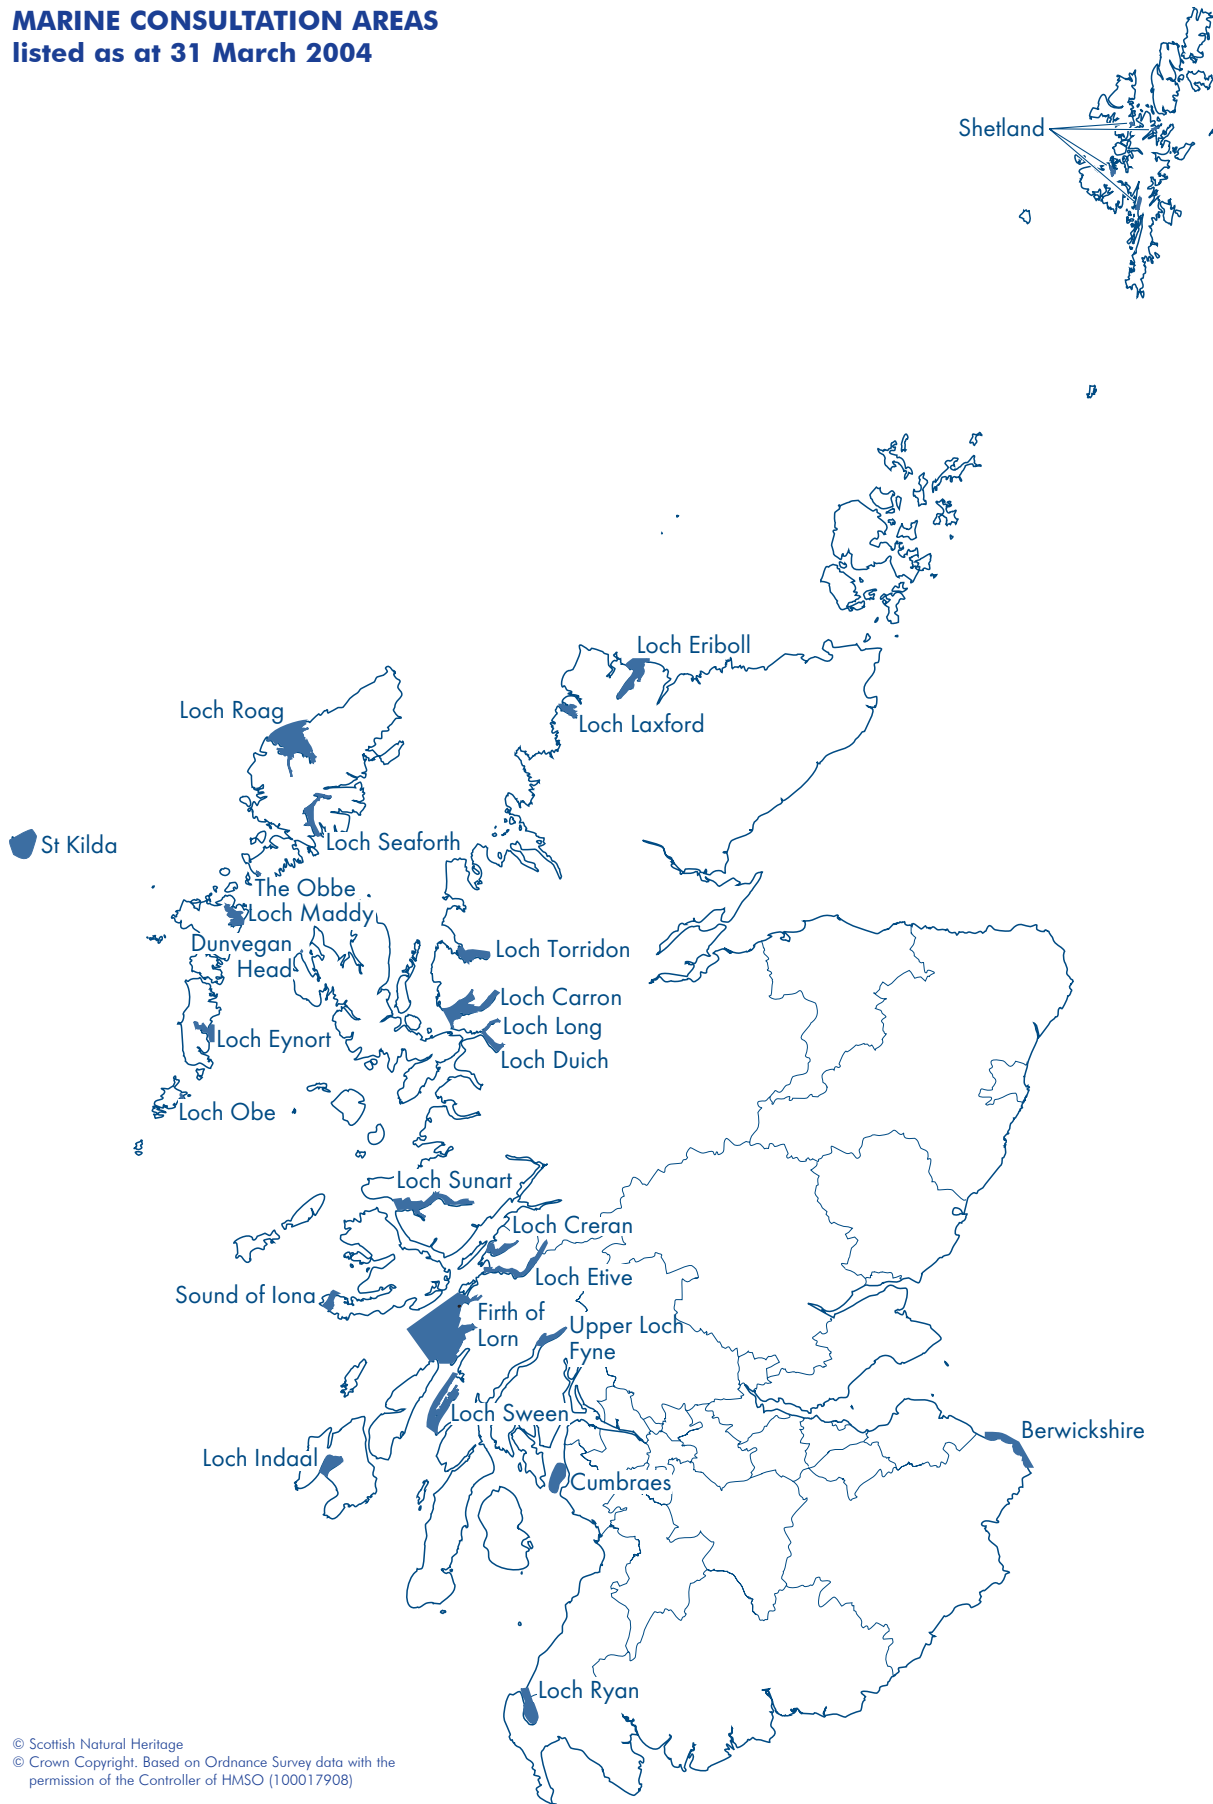 MARINE CONSULTATION AREAS
listed as at 31 March 2004
Shetland
Loch Eriboll
Loch Roag
Loch Laxford
St Kilda
Loch Seaforth
The Obbe
Loch Maddy
Dunvegan
Head
Loch Torridon
Loch Carron
Loch Long
Loch Eynort
Loch Duich
Loch Obe
Loch Sunart
Loch Creran
Loch Etive
Sound of Iona
Firth of
Lorn
Upper Loch
Fyne
Loch Sween
Berwickshire
Loch Indaal
Cumbraes
Loch Ryan
© Scottish Natural Heritage
© Crown Copyright. Based on Ordnance Survey data with the
permission of the Controller of HMSO (100017908)